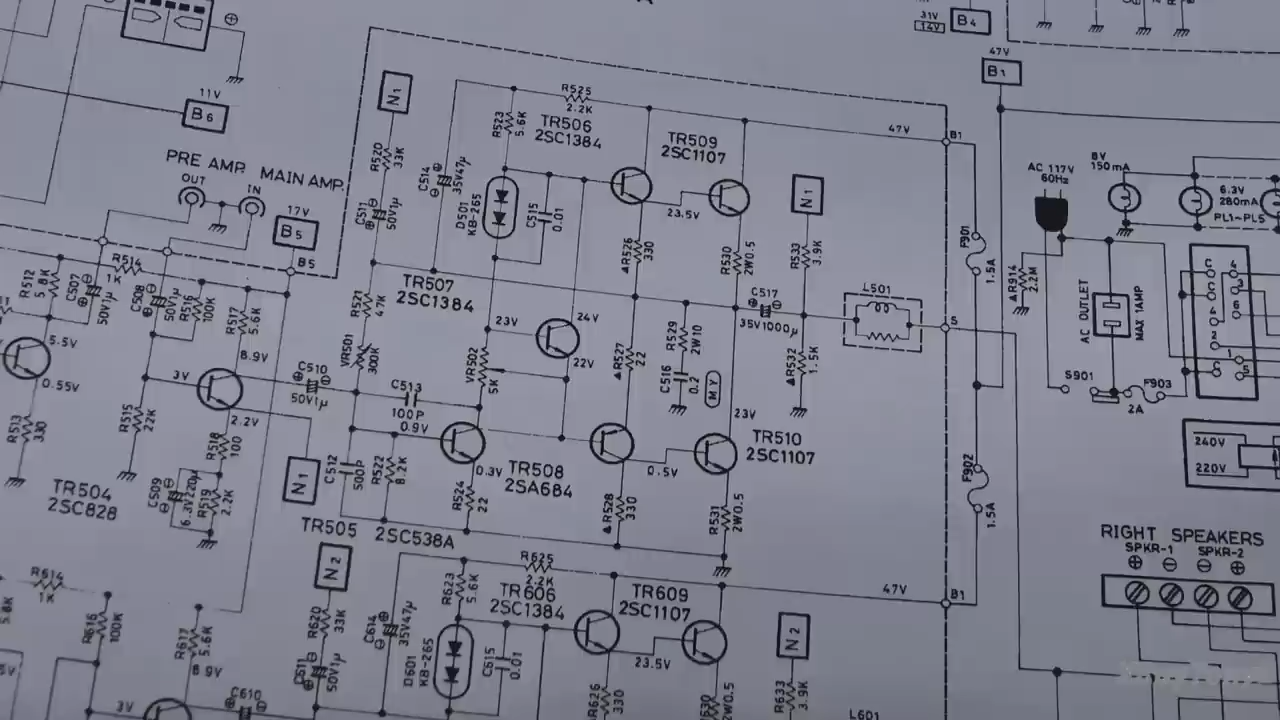 31V
14V
B4
47V
B1
11V
B6
N1
R525
2.2K
R523
5.6K
TR506
2SC1384
TR509
2SC1107
47V
B1
AC 117V
60Hz
8V
150mA
6.3V
280mA
PL1~PL5
PRE AMP.
MAIN AMP.
OUT
IN
17V
B5
B5
R520
33K
C511
50V1μ
C514
35V47μ
D501
KB-265
C515
0.01
23.5V
N1
▲R526
330
R530
2W0.5
R533
3.9K
F901
1.5A
▲R914
2.2M
AC OUTLET
MAX 1AMP
R512
5.8K
C507
50V1μ
R514
1K
C508
50V1μ
R516
100K
R517
5.6K
TR507
2SC1384
R521
47K
VR501
300K
23V
24V
22V
VR502
5K
C517
35V1000μ
L501
S
R529
2W10
C516
0.2
MY
▲R527
22
▲R532
1.5K
5.5V
0.55V
8.9V
3V
2.2V
C510
50V1μ
C513
100P
0.9V
S901
F903
2A
R513
330
R515
22K
R518
100
C509
6.3V220μ
R519
2.2K
N1
C512
500P
R522
8.2K
0.3V
R524
22
TR508
2SA684
0.5V
23V
TR510
2SC1107
▲R528
330
R531
2W0.5
F902
1.5A
240V
220V
TR504
2SC828
TR505
2SC538A
N2
RIGHT SPEAKERS
SPKR-1
SPKR-2
R614
1K
R616
100K
R617
5.6K
8.9V
3V
C610
R620
33K
C611
50V1μ
C614
35V47μ
R625
2.2K
R623
5.6K
TR606
2SC1384
TR609
2SC1107
47V
B1
D601
KB-265
C615
0.01
23.5V
R626
330
R630
2W0.5
N2
R633
3.9K
L601